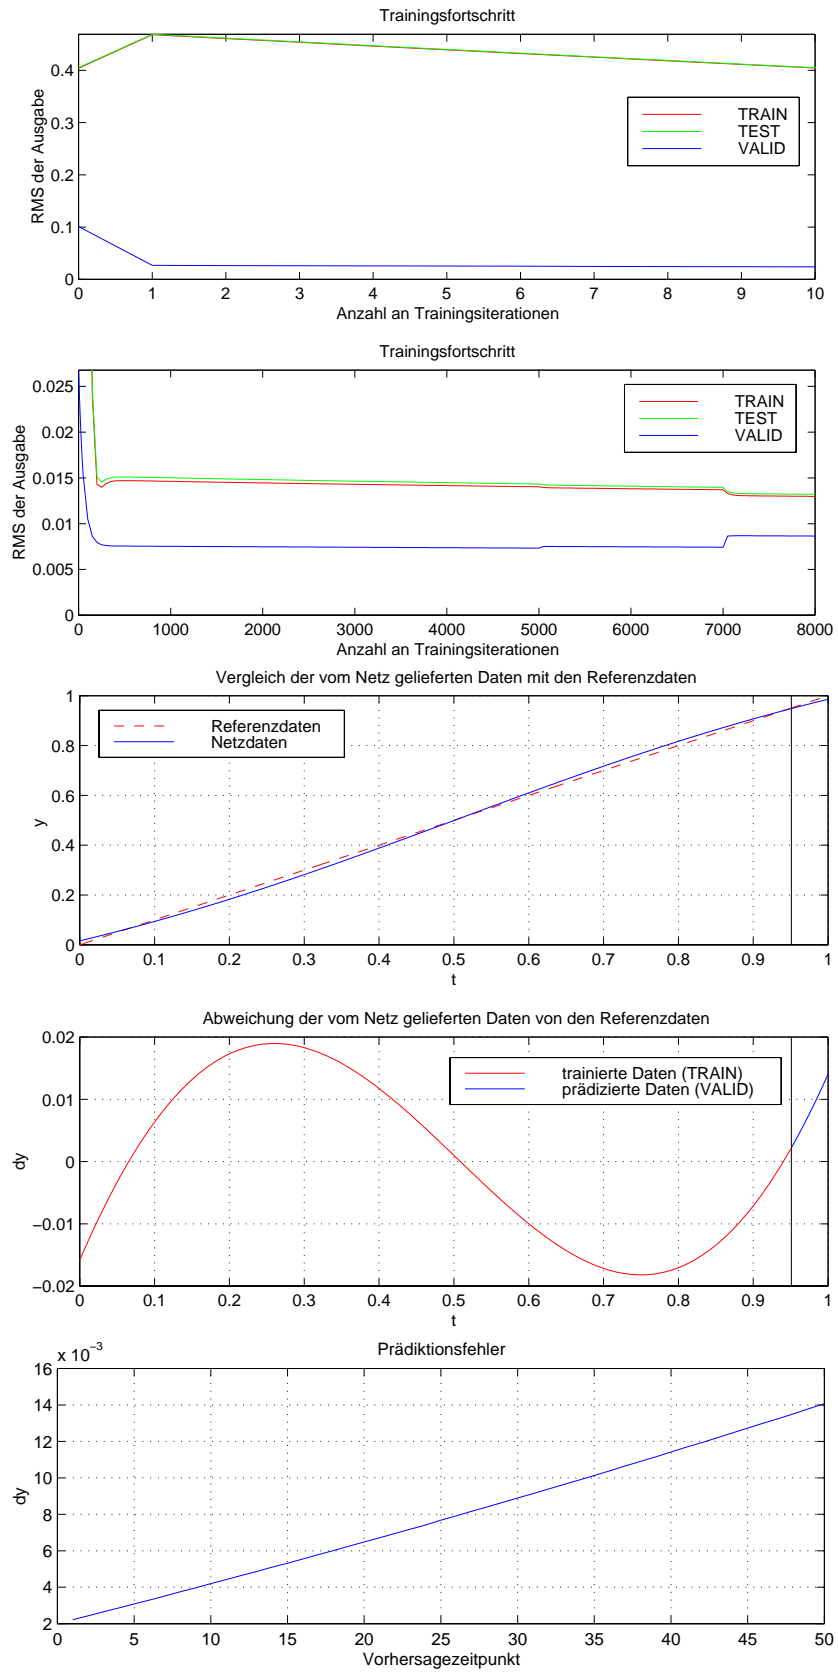 Trainingsfortschritt
RMS der Ausgabe
0.4
0.3
0.2
0.1
0
TRAIN
TEST
VALID
0 1 2 3 4 5 6 7 8 9 10
Anzahl an Trainingsiterationen
Trainingsfortschritt
RMS der Ausgabe
0.025
0.02
0.015
0.01
0.005
0
TRAIN
TEST
VALID
0 1000 2000 3000 4000 5000 6000 7000 8000
Anzahl an Trainingsiterationen
Vergleich der vom Netz gelieferten Daten mit den Referenzdaten
y
1
0.8
0.6
0.4
0.2
0
Referenzdaten
Netzdaten
0 0.1 0.2 0.3 0.4 0.5 0.6 0.7 0.8 0.9 1
t
Abweichung der vom Netz gelieferten Daten von den Referenzdaten
dy
0.02
0.01
0
−0.01
−0.02
trainierte Daten (TRAIN)
prädizierte Daten (VALID)
0 0.1 0.2 0.3 0.4 0.5 0.6 0.7 0.8 0.9 1
t
Prädiktionsfehler
x 10⁻³
dy
16
14
12
10
8
6
4
2
0 5 10 15 20 25 30 35 40 45 50
Vorhersagezeitpunkt